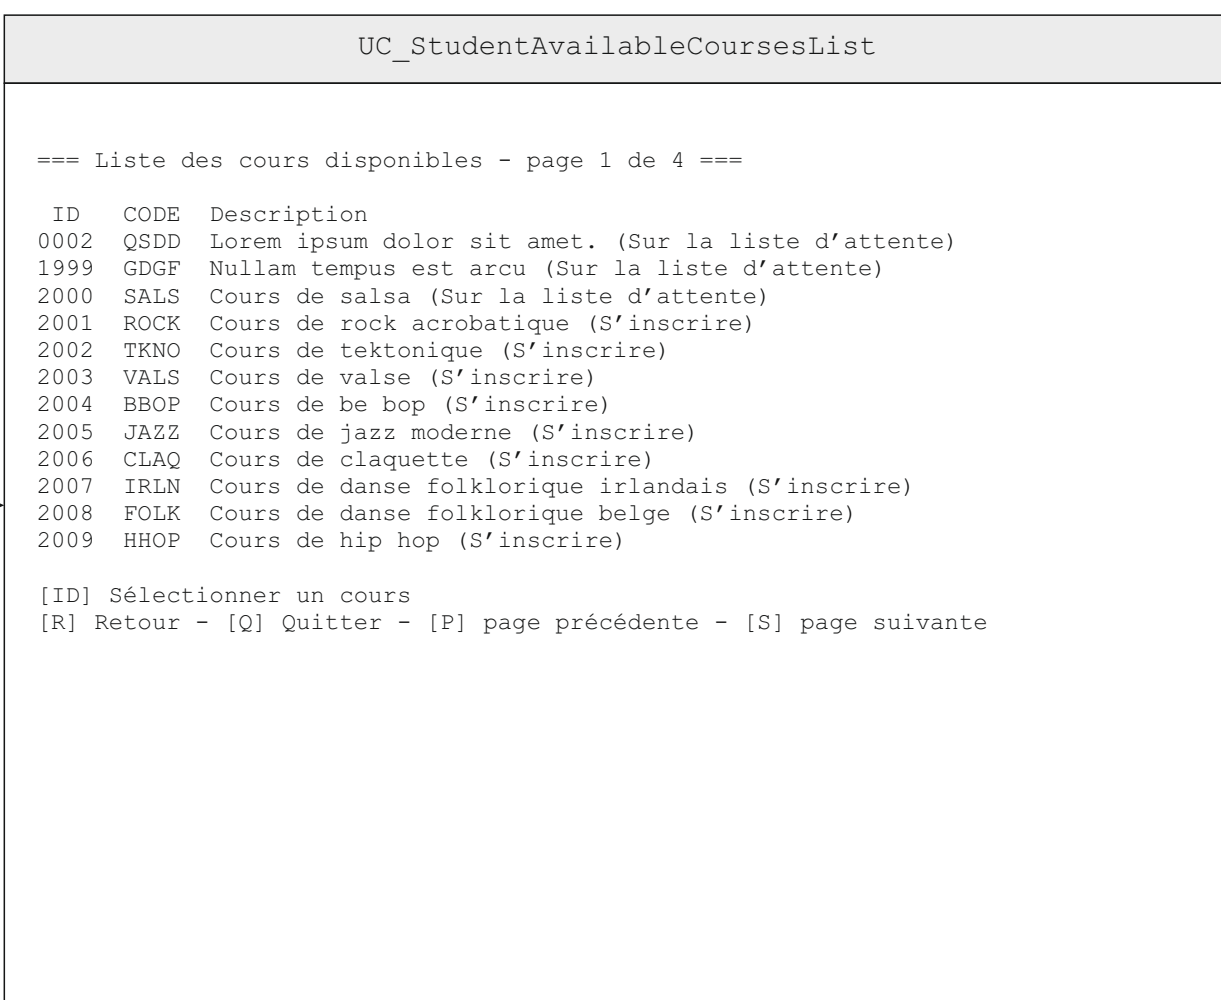 UC_StudentAvailableCoursesList
=== Liste des cours disponibles - page 1 de 4 ===
ID CODE Description
0002 QSDD Lorem ipsum dolor sit amet. (Sur la liste d'attente)
1999 GDGF Nullam tempus est arcu (Sur la liste d'attente)
2000 SALS Cours de salsa (Sur la liste d'attente)
2001 ROCK Cours de rock acrobatique (S'inscrire)
2002 TKNO Cours de tektonique (S'inscrire)
2003 VALS Cours de valse (S'inscrire)
2004 BBOP Cours de be bop (S'inscrire)
2005 JAZZ Cours de jazz moderne (S'inscrire)
2006 CLAQ Cours de claquette (S'inscrire)
2007 IRLN Cours de danse folklorique irlandais (S'inscrire)
2008 FOLK Cours de danse folklorique belge (S'inscrire)
2009 HHOP Cours de hip hop (S'inscrire)
[ID] Sélectionner un cours
[R] Retour - [Q] Quitter - [P] page précédente - [S] page suivante